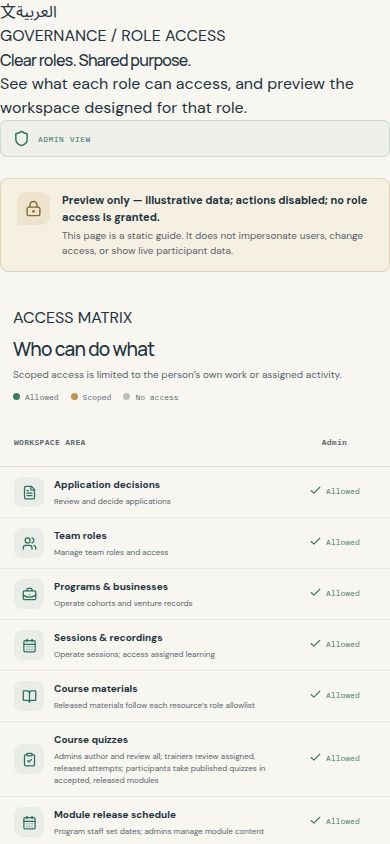 文 العربية
GOVERNANCE / ROLE ACCESS
Clear roles. Shared purpose.
See what each role can access, and preview the
workspace designed for that role.
ADMIN VIEW
Preview only — illustrative data; actions disabled; no role
access is granted.
This page is a static guide. It does not impersonate users, change
access, or show live participant data.
ACCESS MATRIX
Who can do what
Scoped access is limited to the person's own work or assigned activity.
Allowed Scoped No access
WORKSPACE AREA Admin
Application decisions
Review and decide applications
Allowed
Team roles
Manage team roles and access
Allowed
Programs & businesses
Operate cohorts and venture records
Allowed
Sessions & recordings
Operate sessions; access assigned learning
Allowed
Course materials
Released materials follow each resource's role allowlist
Allowed
Course quizzes
Admins author and review all; trainers review assigned,
released attempts; participants take published quizzes in
accepted, released modules
Allowed
Module release schedule
Program staff set dates; admins manage module content
Allowed